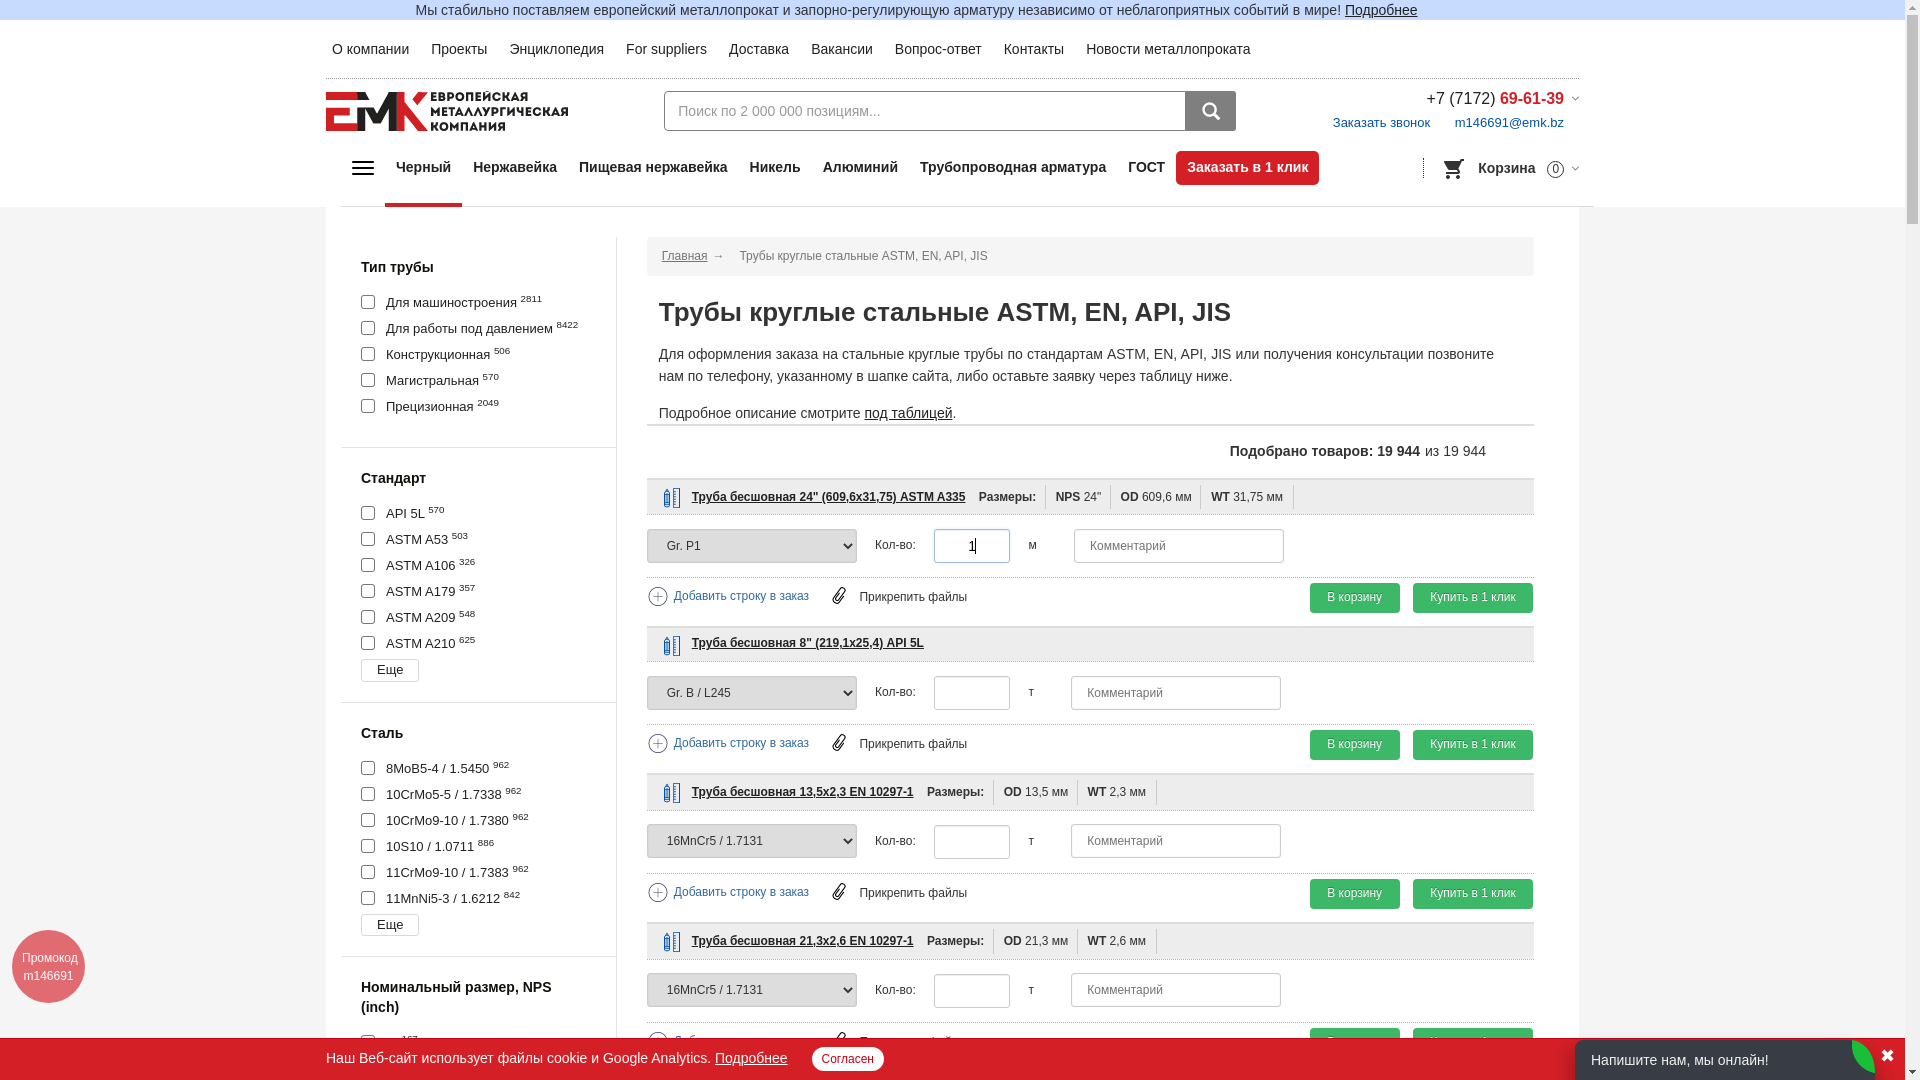 Мы стабильно поставляем европейский металлопрокат и запорно-регулирующую арматуру независимо от неблагоприятных событий в мире! Подробнее
О компании Проекты Энциклопедия For suppliers Доставка Вакансии Вопрос-ответ Контакты Новости металлопроката
ЕМК ЕВРОПЕЙСКАЯ МЕТАЛЛУРГИЧЕСКАЯ КОМПАНИЯ
Поиск по 2 000 000 позициям...
+7 (7172) 69-61-39
Заказать звонок m146691@emk.bz
Черный Нержавейка Пищевая нержавейка Никель Алюминий Трубопроводная арматура ГОСТ Заказать в 1 клик
Корзина 0
Тип трубы
Для машиностроения 2811
Для работы под давлением 8422
Конструкционная 506
Магистральная 570
Прецизионная 2049
Стандарт
API 5L 570
ASTM A53 503
ASTM A106 326
ASTM A179 357
ASTM A209 548
ASTM A210 625
Еще
Сталь
8MoB5-4 / 1.5450 962
10CrMo5-5 / 1.7338 962
10CrMo9-10 / 1.7380 962
10S10 / 1.0711 886
11CrMo9-10 / 1.7383 962
11MnNi5-3 / 1.6212 842
Еще
Номинальный размер, NPS
(inch)
Главная → Трубы круглые стальные ASTM, EN, API, JIS
Трубы круглые стальные ASTM, EN, API, JIS
Для оформления заказа на стальные круглые трубы по стандартам ASTM, EN, API, JIS или получения консультации позвоните
нам по телефону, указанному в шапке сайта, либо оставьте заявку через таблицу ниже.
Подробное описание смотрите под таблицей.
Подобрано товаров: 19 944 из 19 944
Труба бесшовная 24" (609,6x31,75) ASTM A335 Размеры: NPS 24" OD 609,6 мм WT 31,75 мм
Gr. P1 Кол-во: 1 м Комментарий
Добавить строку в заказ Прикрепить файлы В корзину Купить в 1 клик
Труба бесшовная 8" (219,1x25,4) API 5L
Gr. B / L245 Кол-во: т Комментарий
Добавить строку в заказ Прикрепить файлы В корзину Купить в 1 клик
Труба бесшовная 13,5x2,3 EN 10297-1 Размеры: OD 13,5 мм WT 2,3 мм
16MnCr5 / 1.7131 Кол-во: т Комментарий
Добавить строку в заказ Прикрепить файлы В корзину Купить в 1 клик
Труба бесшовная 21,3x2,6 EN 10297-1 Размеры: OD 21,3 мм WT 2,6 мм
16MnCr5 / 1.7131 Кол-во: т Комментарий
Промокод
m146691
Наш Веб-сайт использует файлы cookie и Google Analytics. Подробнее Согласен
Напишите нам, мы онлайн!